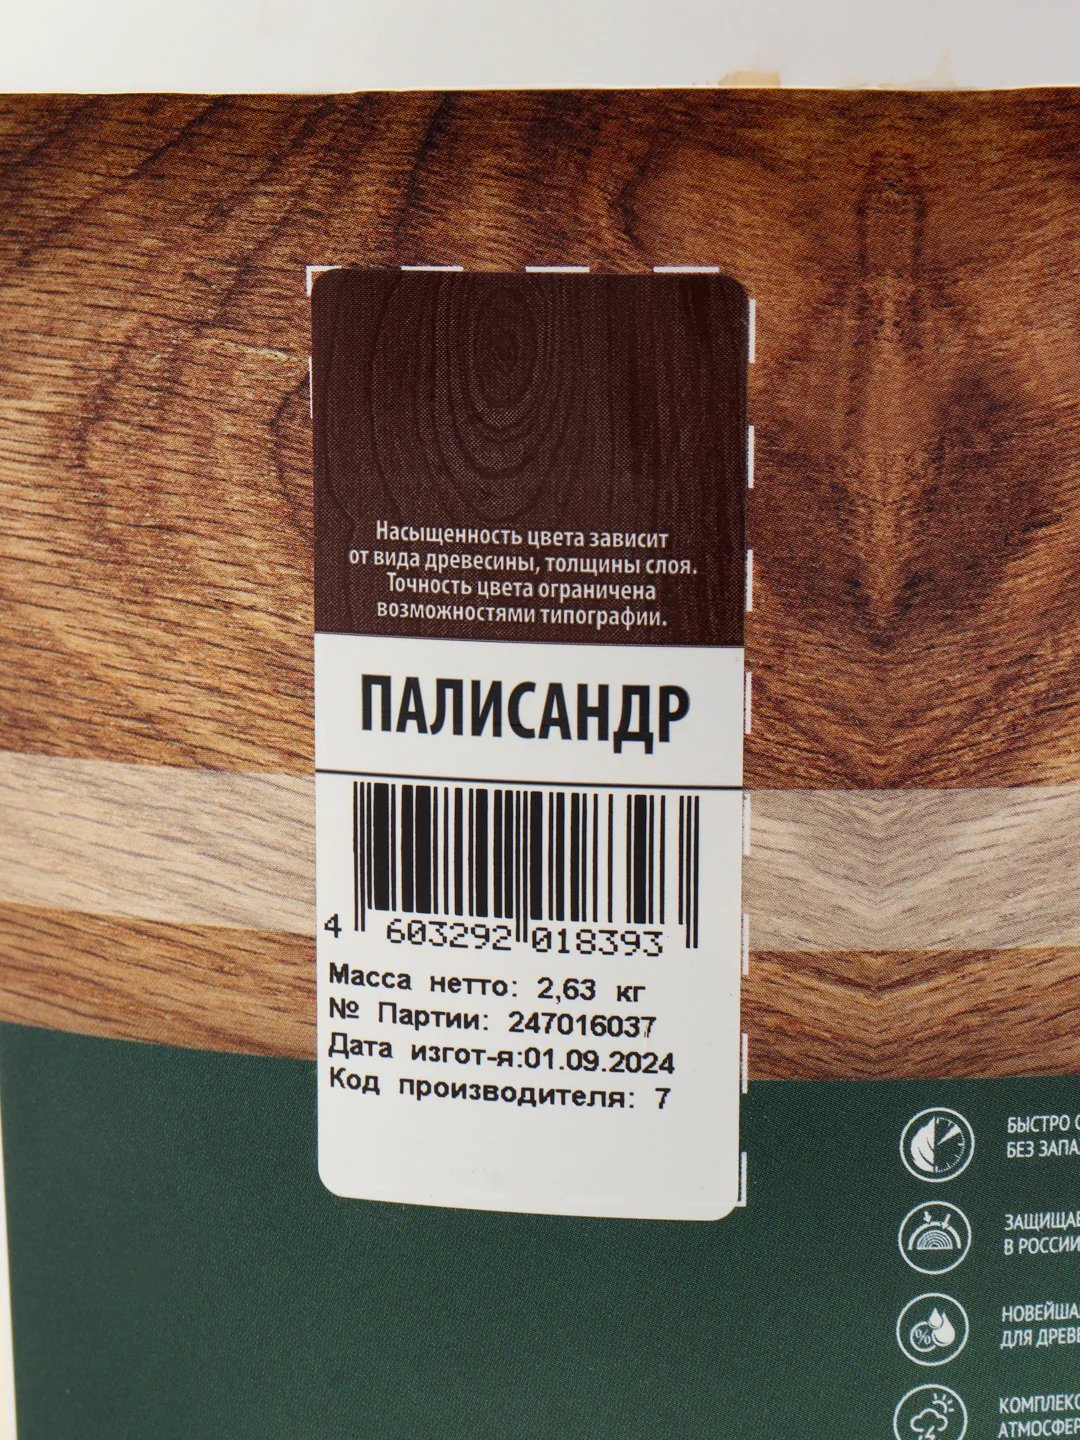 Насыщенность цвета зависит
от вида древесины, толщины слоя.
Точность цвета ограничена
возможностями типографии.
ПАЛИСАНДР
4 603292 018393
Масса нетто: 2,63 кг
№ Партии: 247016037
Дата изгот-я:01.09.2024
Код производителя: 7
БЫСТРО
БЕЗ
В РОССИИ
%
ДЛЯ